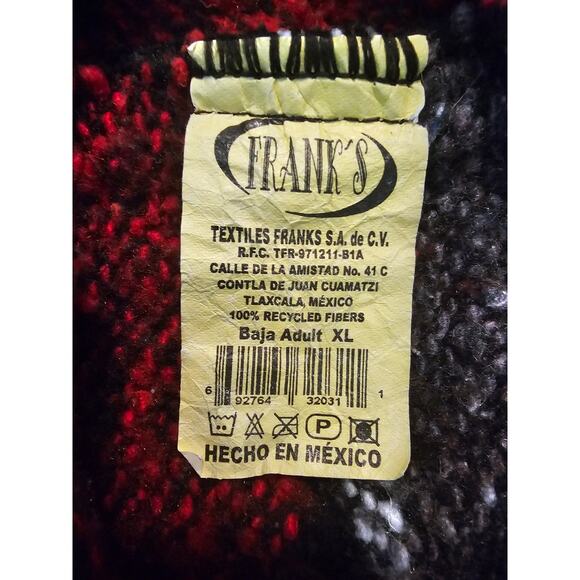 FRANK´S
TEXTILES FRANKS S.A. de C.V.
R.F.C. TFR-971211-B1A
CALLE DE LA AMISTAD No. 41 C
CONTLA DE JUAN CUAMATZI
TLAXCALA, MÉXICO
100% RECYCLED FIBERS
Baja Adult XL
6 92764 32031 1
P
HECHO EN MÉXICO